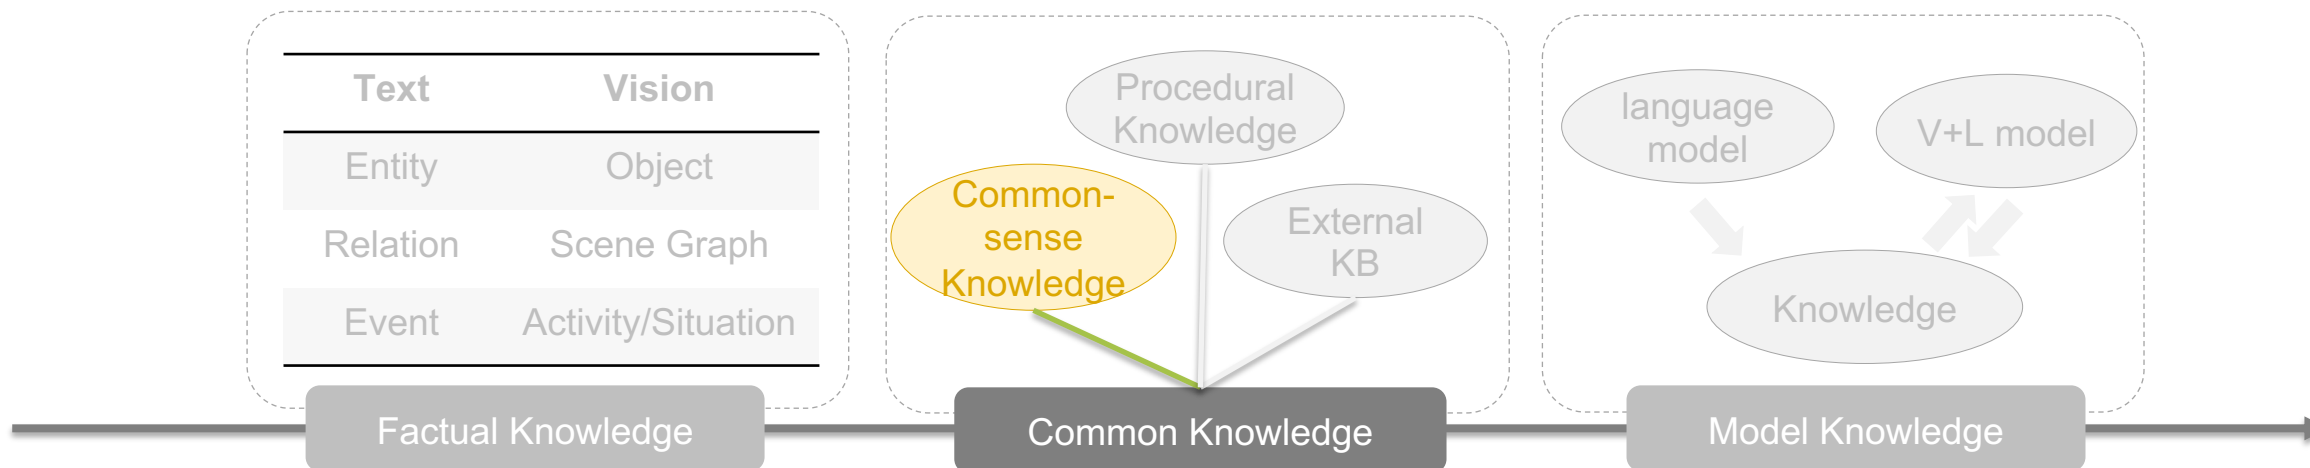 Text Vision
Entity Object
Relation Scene Graph
Event Activity/Situation
Factual Knowledge
Procedural
Knowledge
Common-
sense
Knowledge
External
KB
Common Knowledge
language
model
V+L model
Knowledge
Model Knowledge